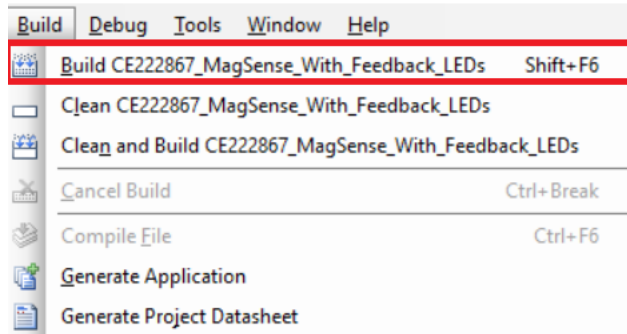 Build Debug Tools Window Help
Build CE222867_MagSense_With_Feedback_LEDs Shift+F6
Clean CE222867_MagSense_With_Feedback_LEDs
Clean and Build CE222867_MagSense_With_Feedback_LEDs
Cancel Build Ctrl+Break
Compile File Ctrl+F6
Generate Application
Generate Project Datasheet